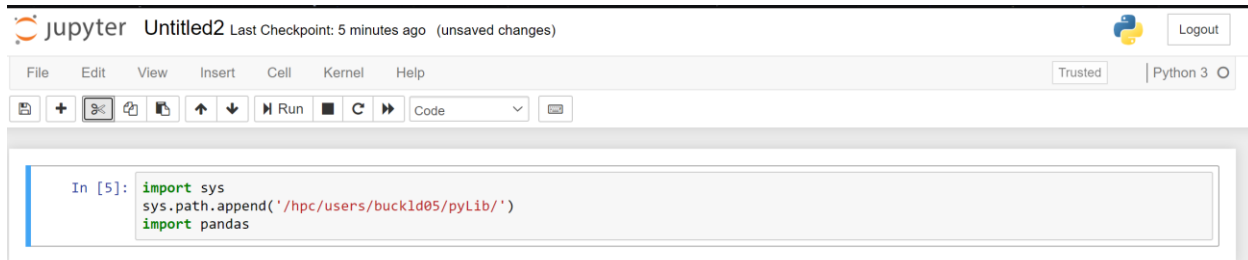 jupyter Untitled2 Last Checkpoint: 5 minutes ago (unsaved changes)
Logout
File Edit View Insert Cell Kernel Help
Trusted
Python 3
Run
Code
In [5]: import sys
sys.path.append('/hpc/users/buckld05/pyLib/')
import pandas